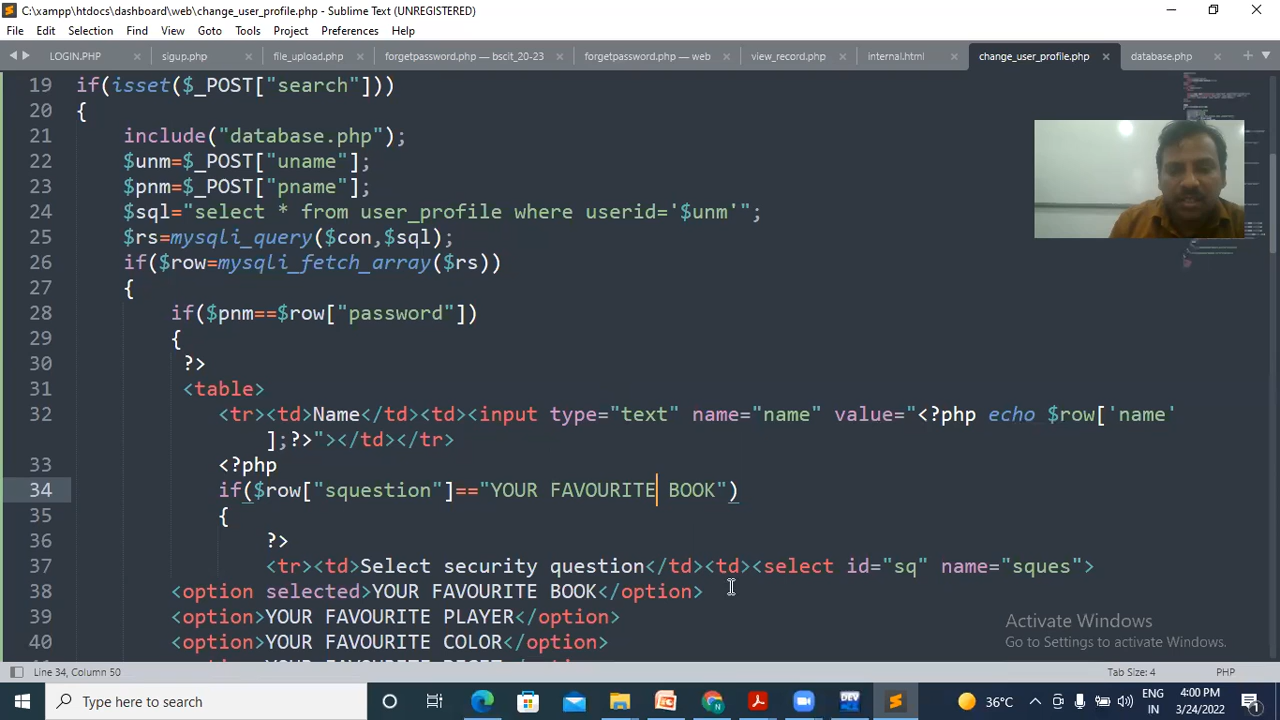 C:\xampp\htdocs\dashboard\web\change_user_profile.php - Sublime Text (UNREGISTERED)
File Edit Selection Find View Goto Tools Project Preferences Help
LOGIN.PHP sigup.php file_upload.php forgetpassword.php — bscit_20-23 forgetpassword.php — web view_record.php internal.html change_user_profile.php database.php
19 if(isset($_POST["search"]))
20 {
21 include("database.php");
22 $unm=$_POST["uname"];
23 $pnm=$_POST["pname"];
24 $sql="select * from user_profile where userid='$unm'";
25 $rs=mysqli_query($con,$sql);
26 if($row=mysqli_fetch_array($rs))
27 {
28 if($pnm==$row["password"])
29 {
30 ?>
31 <table>
32 <tr><td>Name</td><td><input type="text" name="name" value="<?php echo $row['name'
];?>"></td></tr>
33 <?php
34 if($row["squestion"]=="YOUR FAVOURITE BOOK")
35 {
36 ?>
37 <tr><td>Select security question</td><td><select id="sq" name="sques">
38 <option selected>YOUR FAVOURITE BOOK</option>
39 <option>YOUR FAVOURITE PLAYER</option>
40 <option>YOUR FAVOURITE COLOR</option>
Activate Windows
Go to Settings to activate Windows.
Line 34, Column 50 Tab Size: 4 PHP
Type here to search 36°C ENG 4:00 PM
IN 3/24/2022